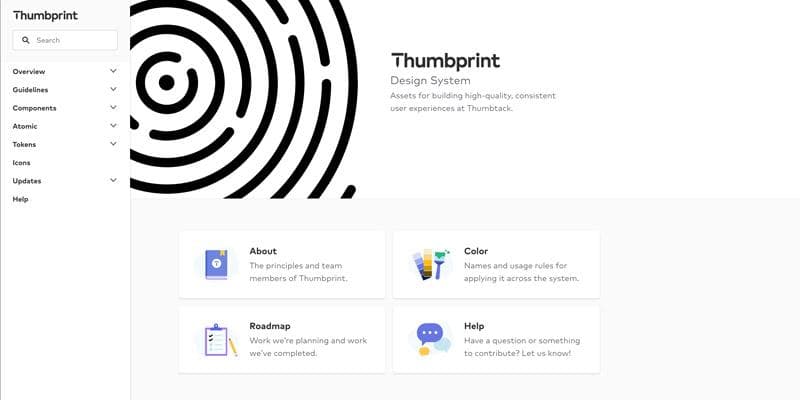 Thumbprint
Search
Overview
Guidelines
Components
Atomic
Tokens
Icons
Updates
Help
Thumbprint
Design System
Assets for building high-quality, consistent
user experiences at Thumbtack.
About
The principles and team
members of Thumbprint.
Color
Names and usage rules for
applying it across the system.
Roadmap
Work we're planning and work
we've completed.
Help
Have a question or something
to contribute? Let us know!